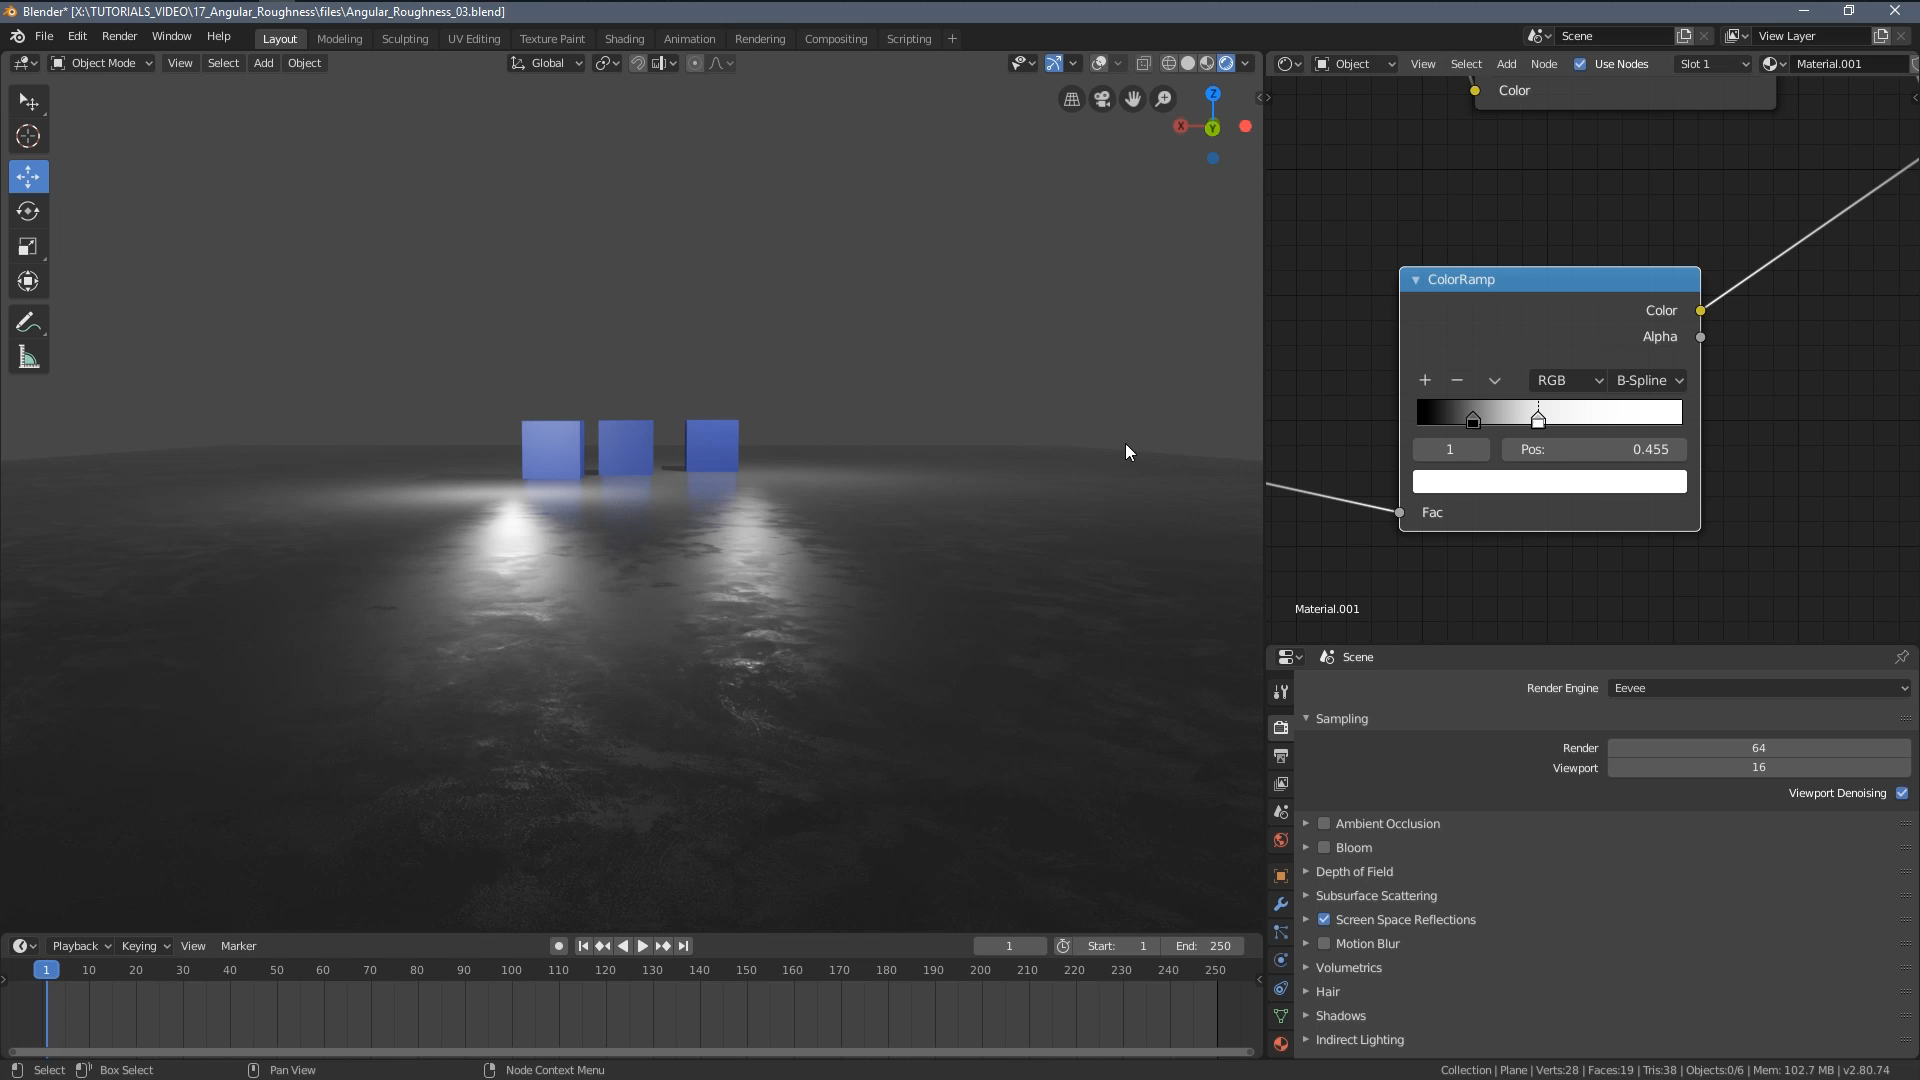 Blender* [X:\TUTORIALS_VIDEO\17_Angular_Roughness\files\Angular_Roughness_03.blend]
File Edit Render Window Help Layout Modeling Sculpting UV Editing Texture Paint Shading Animation Rendering Compositing Scripting + Scene View Layer
Object Mode View Select Add Object Global Object View Select Add Node Use Nodes Slot 1 Material.001
Color
Z
X Y
ColorRamp
Color
Alpha
+ − RGB B-Spline
1 Pos: 0.455
Fac
Material.001
Scene
Render Engine Eevee
Sampling
Render 64
Viewport 16
Viewport Denoising
Ambient Occlusion
Bloom
Depth of Field
Subsurface Scattering
Screen Space Reflections
Motion Blur
Volumetrics
Hair
Shadows
Indirect Lighting
Playback Keying View Marker 1 Start: 1 End: 250
1 10 20 30 40 50 60 70 80 90 100 110 120 130 140 150 160 170 180 190 200 210 220 230 240 250
Select Box Select Pan View Node Context Menu Collection | Plane | Verts:28 | Faces:19 | Tris:38 | Objects:0/6 | Mem: 102.7 MB | v2.80.74